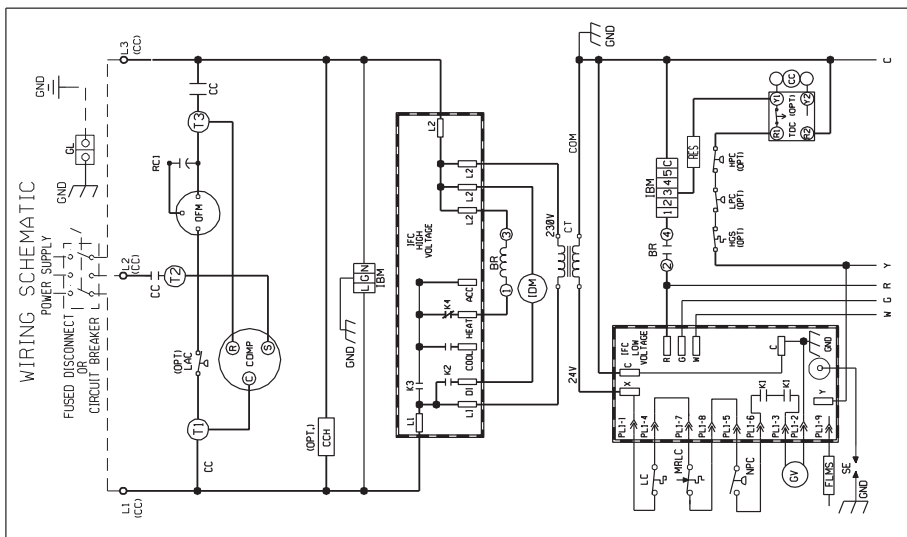 WIRING SCHEMATIC
POWER SUPPLY
FUSED DISCONNECT
OR
CIRCUIT BREAKER
GND
GL
GND
L3
(CC)
L2
(CC)
L1
(CC)
CC
T3
RC1
OFM
CC
T2
(OPT)
LAC
R
S
C
COMP
T1
CC
(OPT.)
CCH
L G N
IBM
GND
L2
IFC
HIGH
VOLTAGE
L2
L2
L2
ACC
K4
HEAT
COOL
K3
K2
DI
L1
L1
BR
3
1
IDM
230V
CT
24V
COM
GND
IBM
1 2 3 4 5 C
BR
4
2
RES
Y1
CC
Y2
TDC (OPT)
R1
R2
HPC
(OPT)
LPC
(OPT)
HGS
(OPT)
C
Y
R
G
W
IFC
LOW
VOLTAGE
R
G
W
C
X
C
GND
Y
K1
K1
PL1-1
PL1-4
PL1-7
PL1-8
PL1-5
PL1-6
PL1-3
PL1-2
PL1-9
LC
MRLC
NPC
GV
FLMS
SE
GND